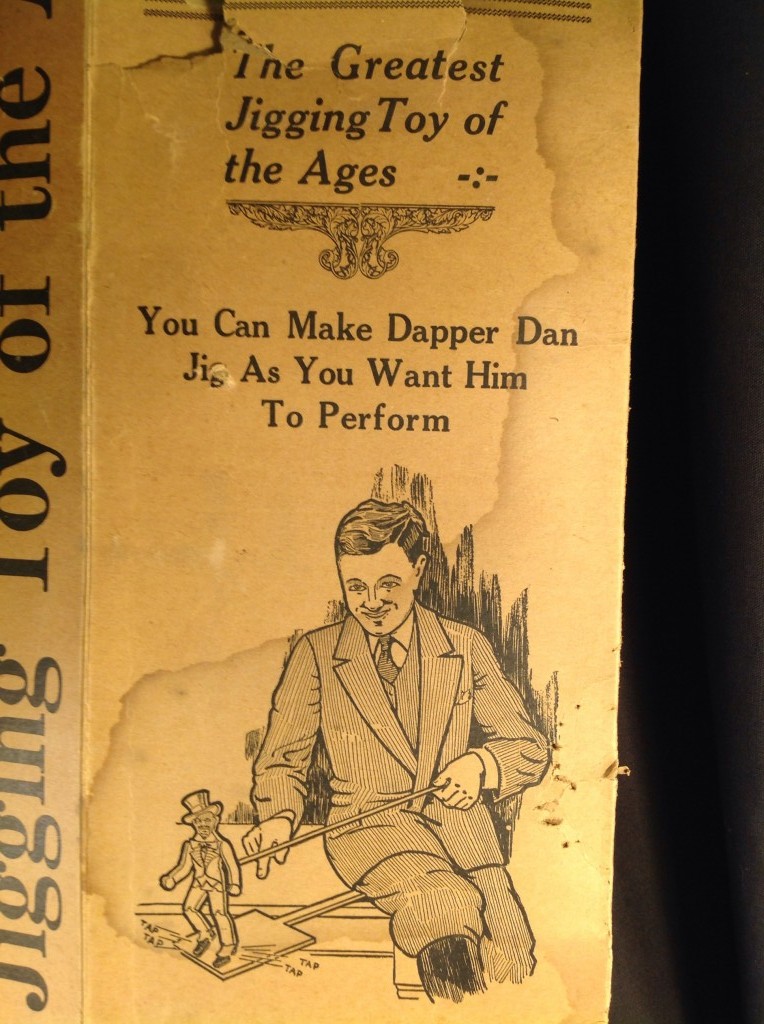 The Greatest
Jigging Toy of
the Ages -:-
You Can Make Dapper Dan
Jig As You Want Him
To Perform
TAP
TAP
TAP
TAP
Jigging Toy of the